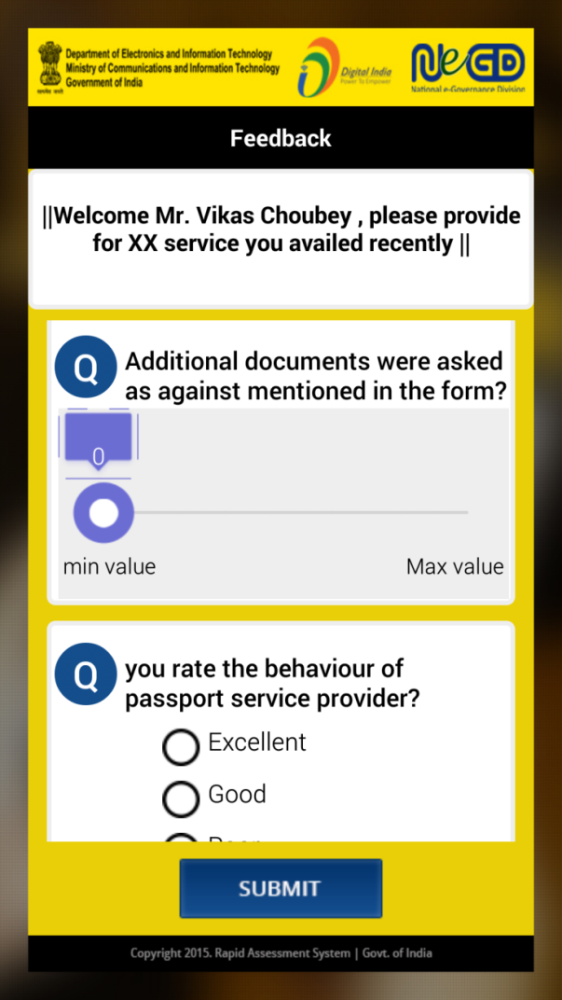 Department of Electronics and Information Technology
Ministry of Communications and Information Technology
Government of India
सत्यमेव जयते
Digital India
Power To Empower
NeGD
National e-Governance Division
Feedback
||Welcome Mr. Vikas Choubey , please provide
for XX service you availed recently ||
Q
Additional documents were asked
as against mentioned in the form?
0
min value
Max value
Q
you rate the behaviour of
passport service provider?
Excellent
Good
SUBMIT
Copyright 2015. Rapid Assessment System | Govt. of India